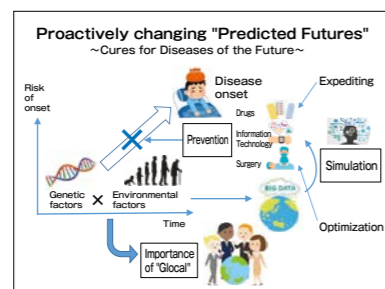 Proactively changing "Predicted Futures"
~Cures for Diseases of the Future~
Risk
of
onset
Disease
onset
Expediting
Drugs
Prevention
Information
Technology
Surgery
Simulation
BIG DATA
Genetic
factors
×
Environmental
factors
Time
Optimization
Importance
of "Glocal"